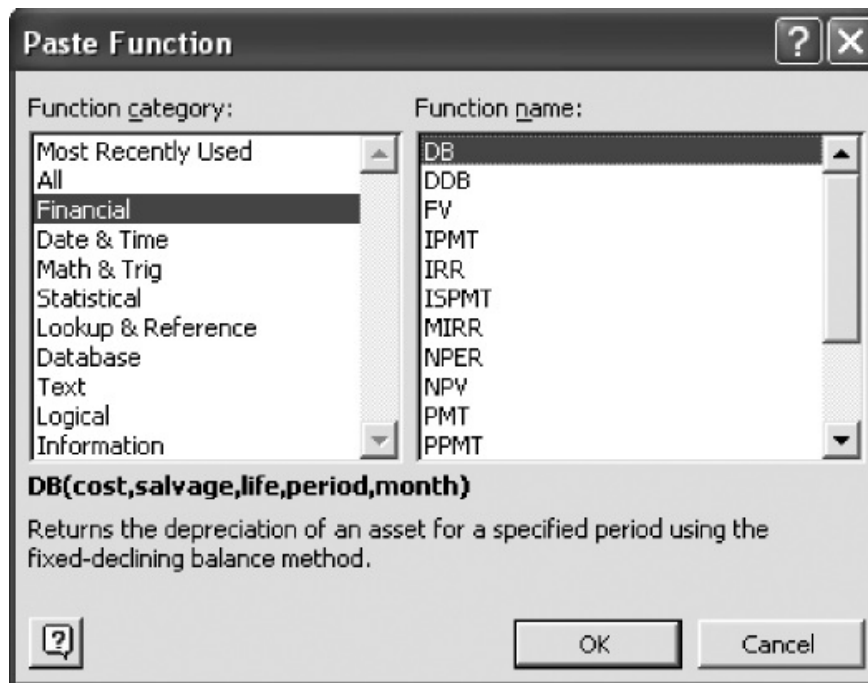 Paste Function
Function category:
Function name:
Most Recently Used
All
Financial
Date & Time
Math & Trig
Statistical
Lookup & Reference
Database
Text
Logical
Information
DB
DDB
FV
IPMT
IRR
ISPMT
MIRR
NPER
NPV
PMT
PPMT
DB(cost,salvage,life,period,month)
Returns the depreciation of an asset for a specified period using the
fixed-declining balance method.
OK
Cancel